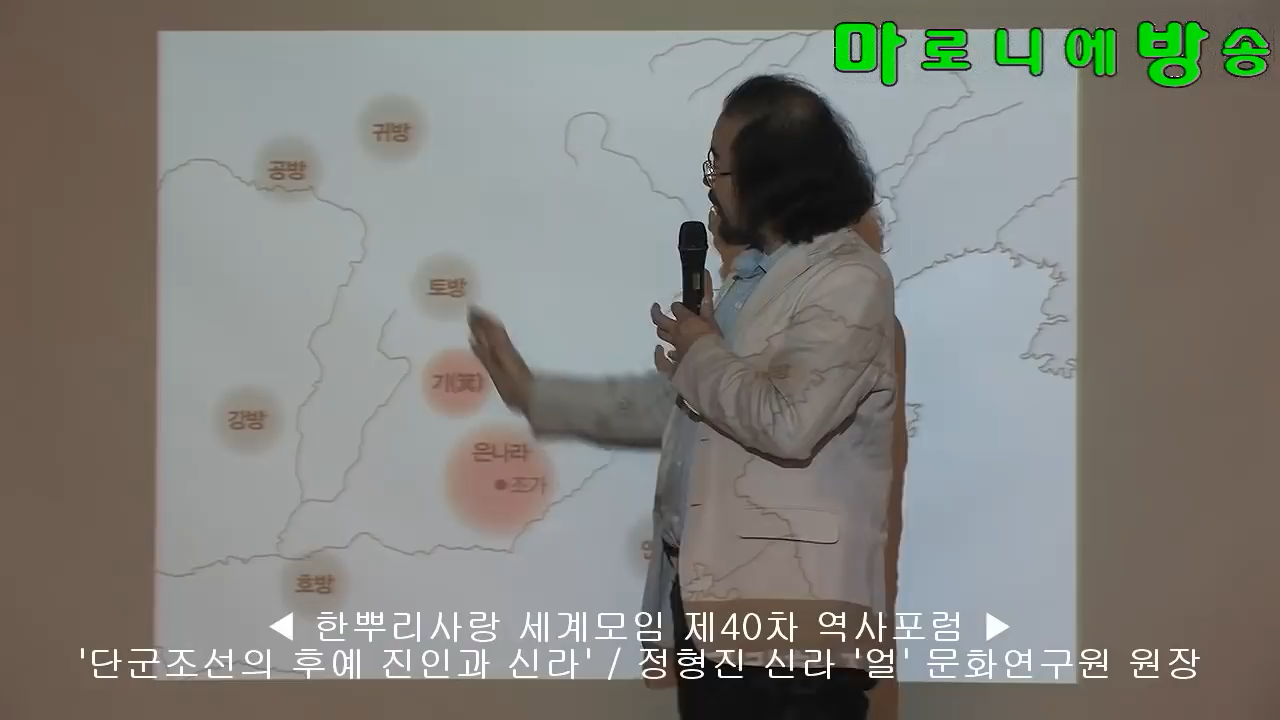 마로니에방송
귀방
공방
토방
기(箕)
강방
은나라
조가
호방
◀ 한뿌리사랑 세계모임 제40차 역사포럼 ▶
'단군조선의 후예 진인과 신라' / 정형진 신라 '얼' 문화연구원 원장